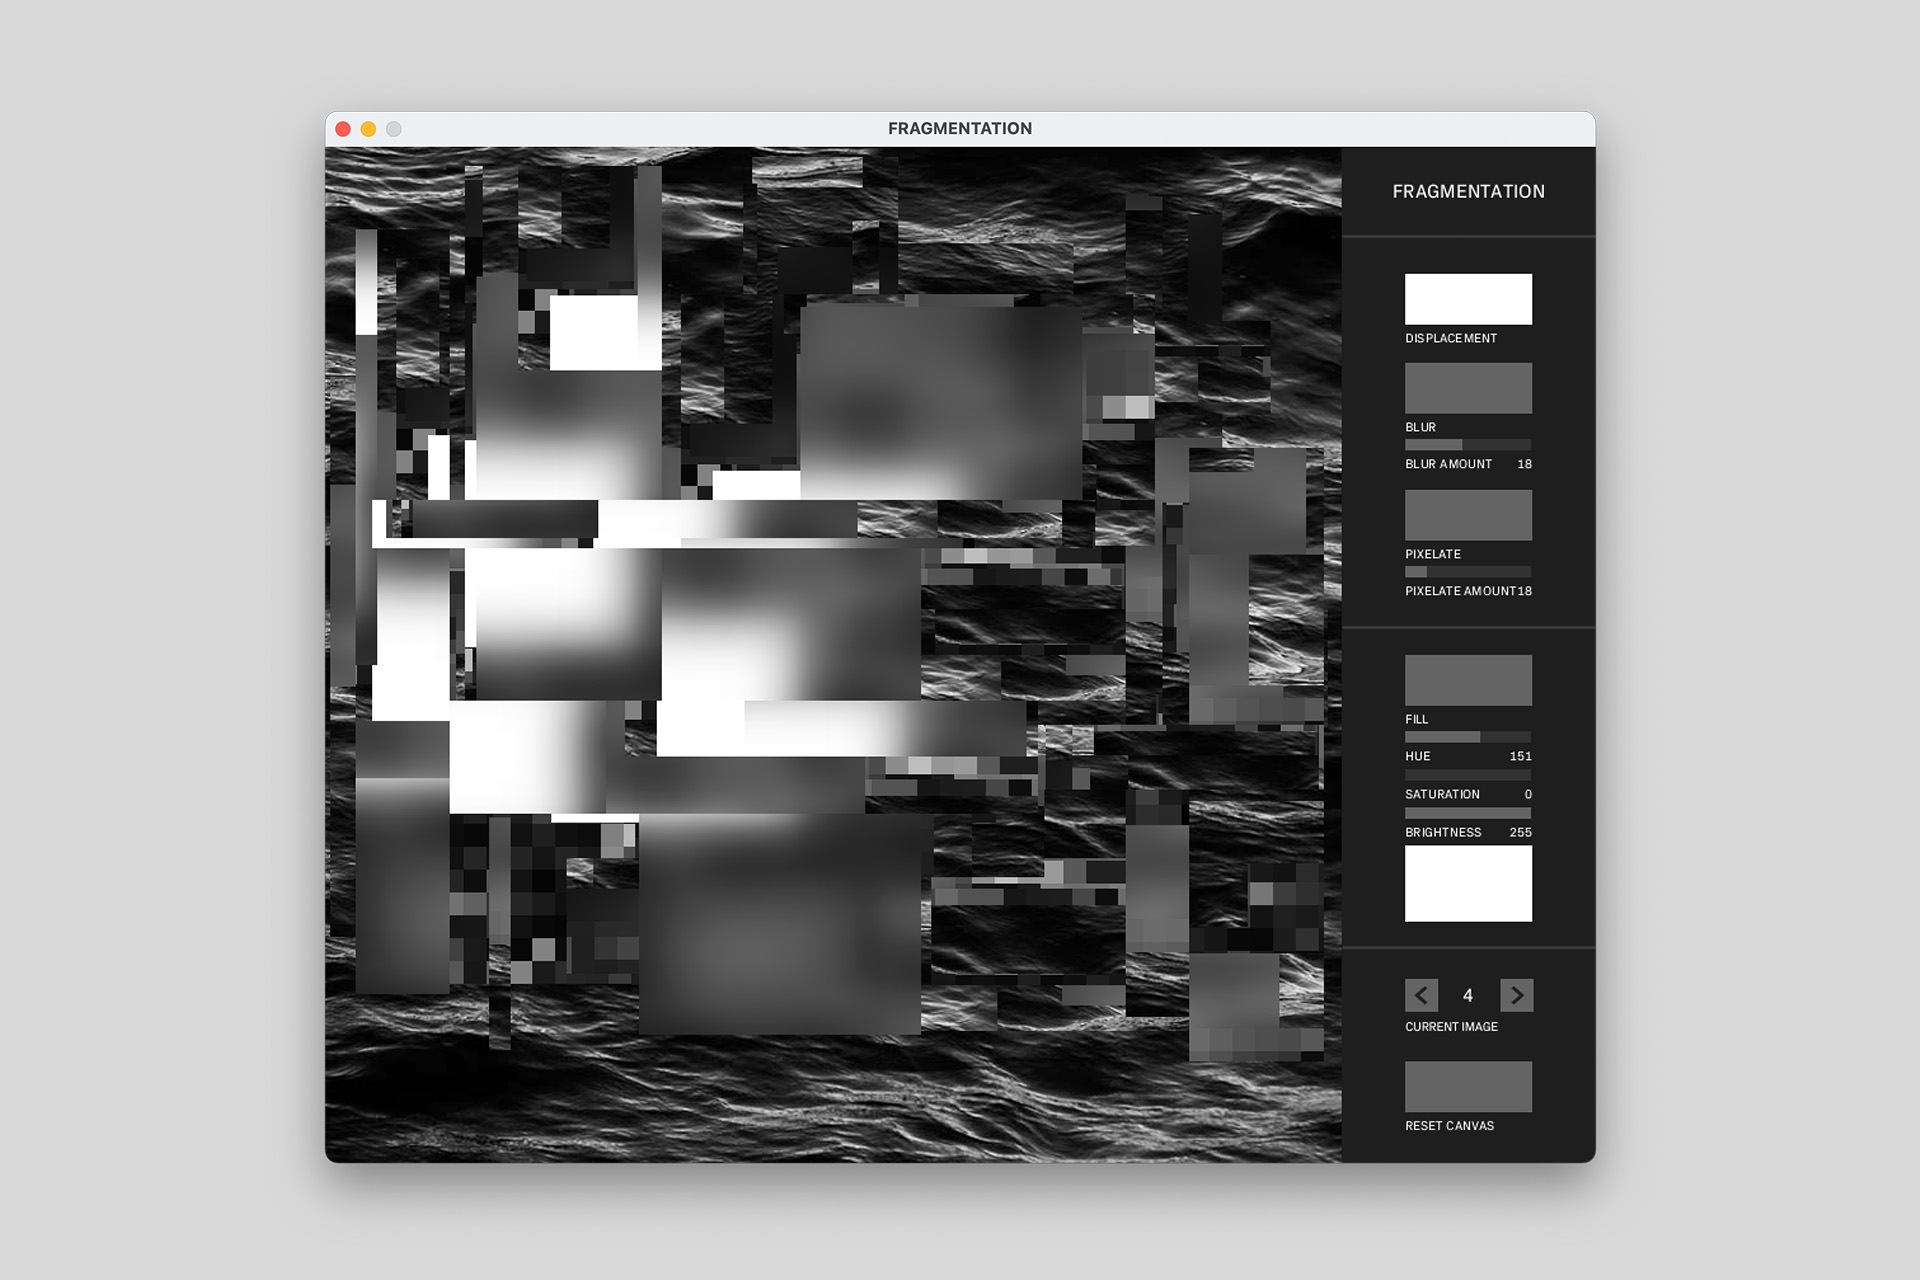 FRAGMENTATION
FRAGMENTATION
DISPLACEMENT
BLUR
BLUR AMOUNT 18
PIXELATE
PIXELATE AMOUNT18
FILL
HUE 151
SATURATION 0
BRIGHTNESS 255
4
CURRENT IMAGE
RESET CANVAS